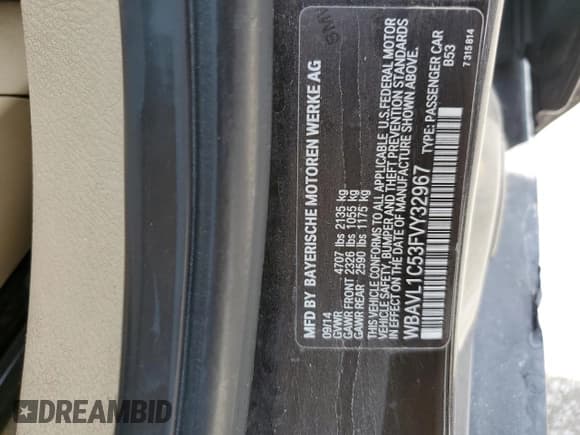 MFD BY BAYERISCHE MOTOREN WERKE AG
09/14
GVWR 4707 lbs 2135 kg
GAWR FRONT 2326 lbs 1055 kg
GAWR REAR 2590 lbs 1175 kg
THIS VEHICLE CONFORMS TO ALL APPLICABLE U.S.FEDERAL MOTOR
VEHICLE SAFETY, BUMPER AND THEFT PREVENTION STANDARDS
IN EFFECT ON THE DATE OF MANUFACTURE SHOWN ABOVE.
WBAVL1C53FVY32967 TYPE: PASSENGER CAR
B53
7 315 814
BMW
DREAMBID